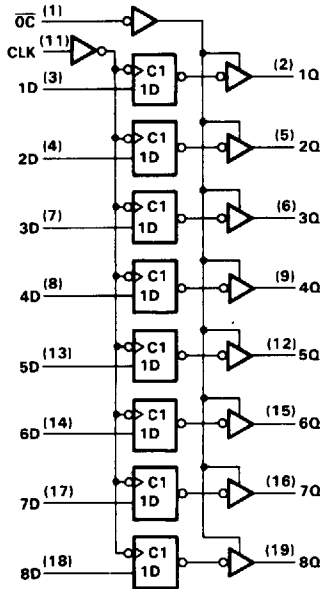 O̅C̅ (1)
CLK (11)
C1 (2)
1D (3) 1D 1Q
C1 (5)
2D (4) 1D 2Q
C1 (6)
3D (7) 1D 3Q
C1 (9)
4D (8) 1D 4Q
C1 (12)
5D (13) 1D 5Q
C1 (15)
6D (14) 1D 6Q
C1 (16)
7D (17) 1D 7Q
C1 (19)
8D (18) 1D 8Q